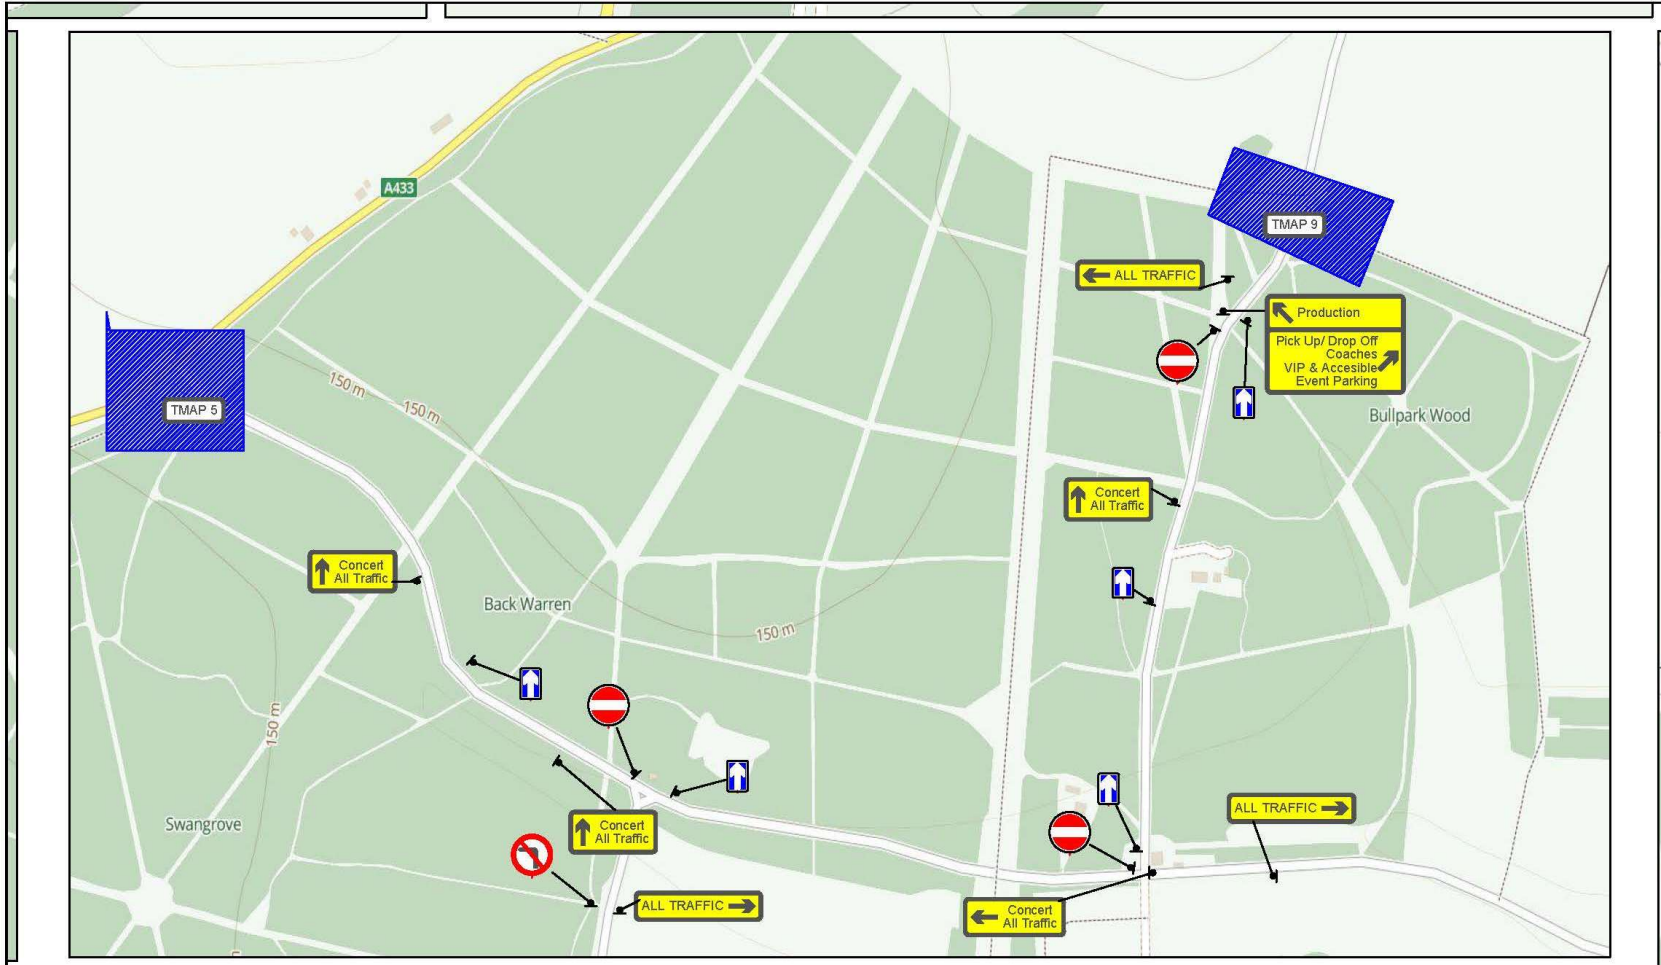 A433
TMAP 9
ALL TRAFFIC
Production
Pick Up/ Drop Off
Coaches
VIP & Accesible
Event Parking
150 m
150 m
TMAP 5
Bullpark Wood
Concert
All Traffic
Concert
All Traffic
Back Warren
150 m
150 m
ALL TRAFFIC
Swangrove
Concert
All Traffic
ALL TRAFFIC
Concert
All Traffic